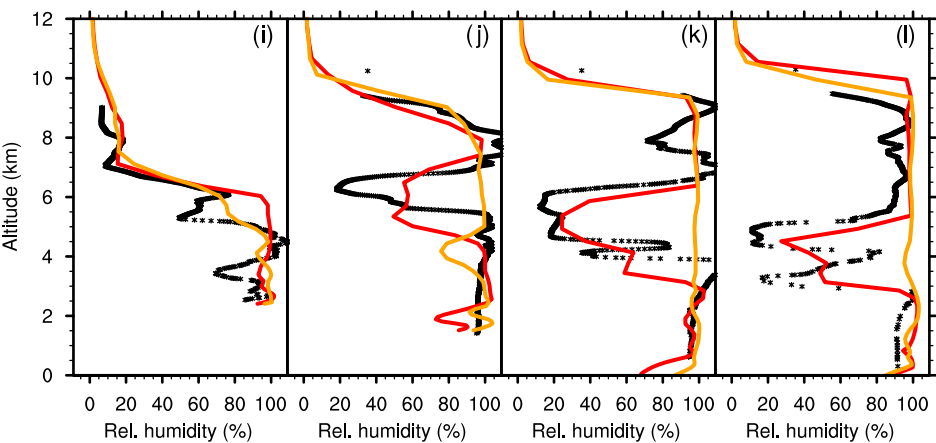 12
10
8
6
4
2
0
Altitude (km)
(i) (j) (k) (l)
0 20 40 60 80 100 0 20 40 60 80 100 0 20 40 60 80 100 0 20 40 60 80 100
Rel. humidity (%) Rel. humidity (%) Rel. humidity (%) Rel. humidity (%)